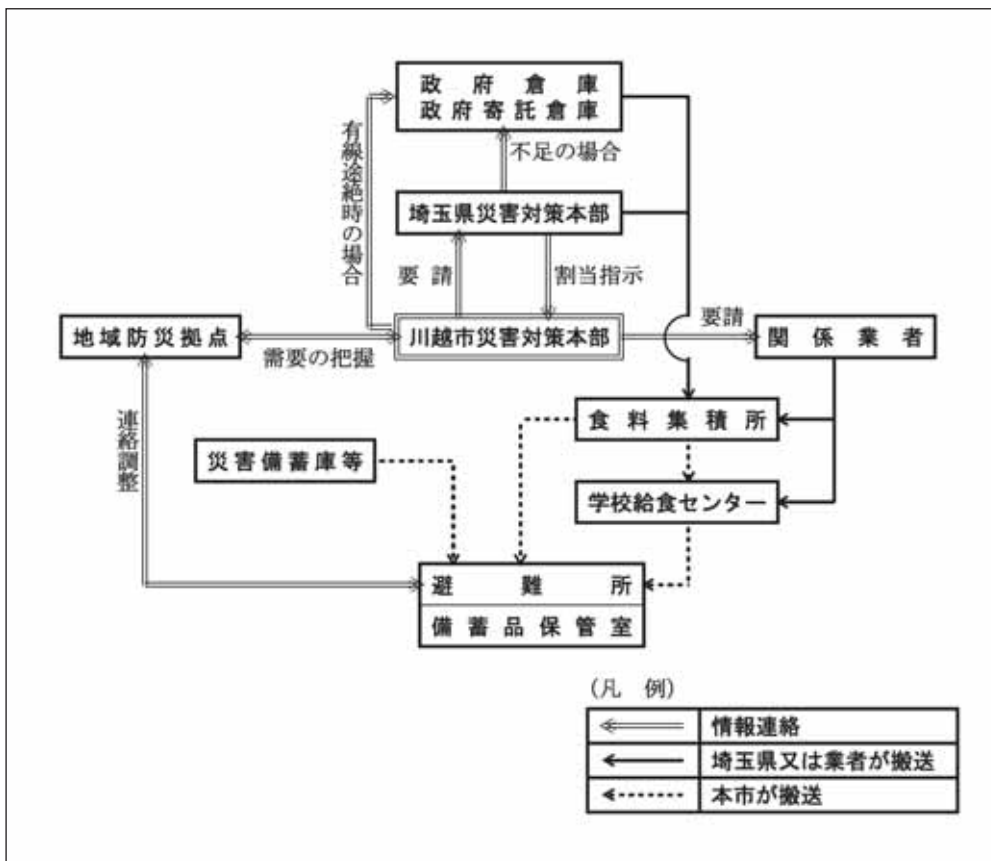 政府倉庫
政府寄託倉庫
有線途絶時の場合
不足の場合
埼玉県災害対策本部
要請
割当指示
地域防災拠点
需要の把握
川越市災害対策本部
要請
関係業者
連絡調整
災害備蓄庫等
食料集積所
学校給食センター
避難所
備蓄品保管室
(凡 例)
情報連絡
埼玉県又は業者が搬送
本市が搬送